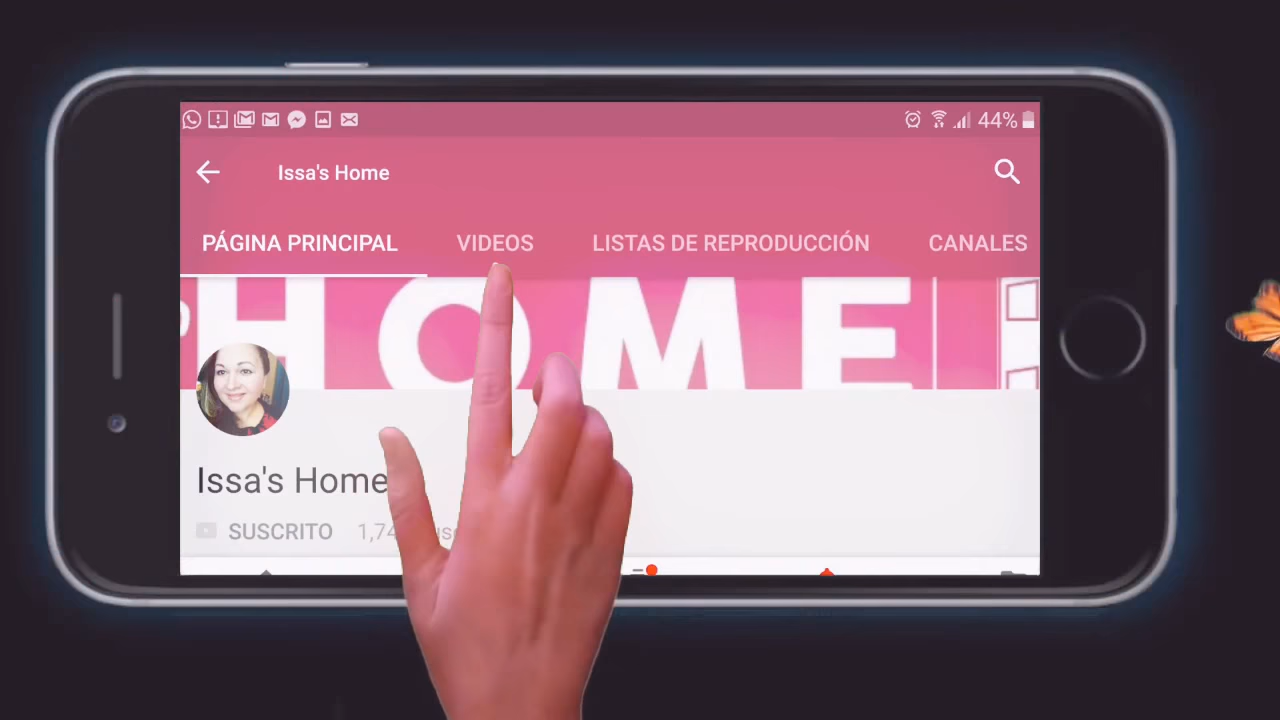 44%
Issa's Home
PÁGINA PRINCIPAL VIDEOS LISTAS DE REPRODUCCIÓN CANALES
HOME
Issa's Home
SUSCRITO